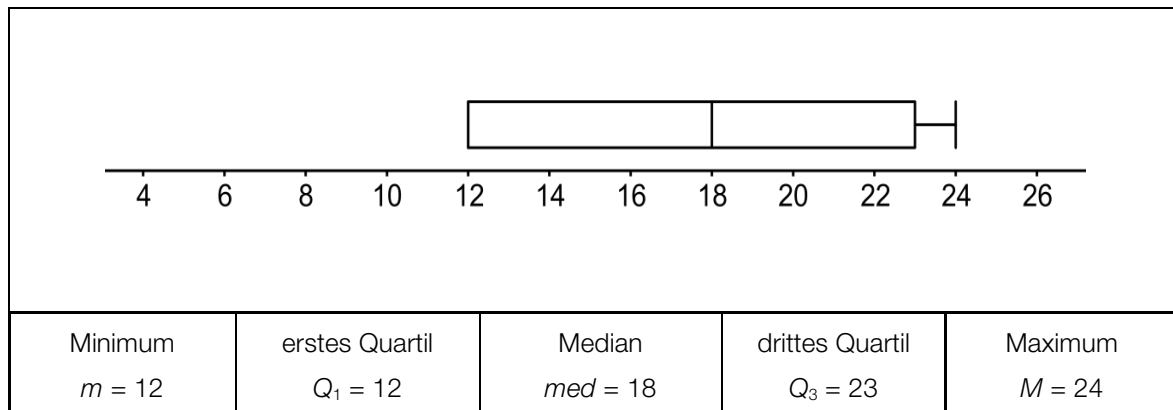 4 6 8 10 12 14 16 18 20 22 24 26
Minimum erstes Quartil Median drittes Quartil Maximum
m = 12 Q₁ = 12 med = 18 Q₃ = 23 M = 24